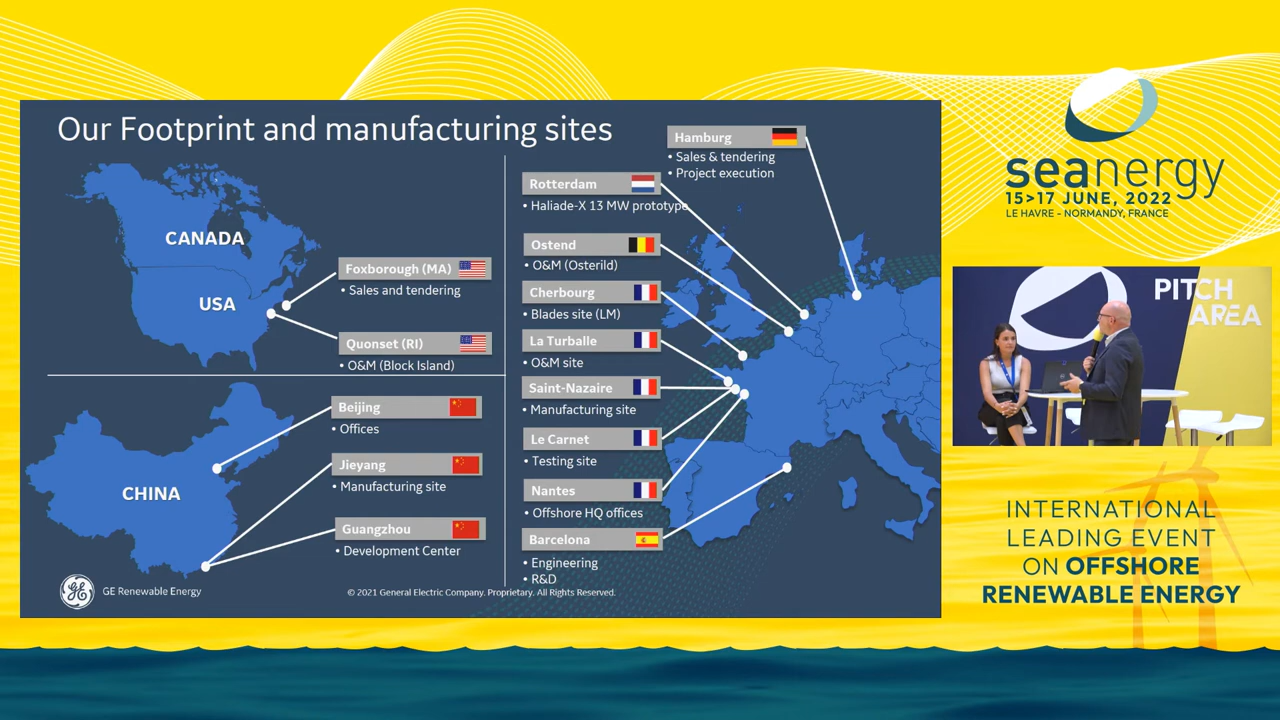 Our Footprint and manufacturing sites
CANADA
USA
Foxborough (MA)
• Sales and tendering
Quonset (RI)
• O&M (Block Island)
CHINA
Beijing
• Offices
Jieyang
• Manufacturing site
Guangzhou
• Development Center
Hamburg
• Sales & tendering
• Project execution
Rotterdam
• Haliade-X 13 MW prototype
Ostend
• O&M (Osterild)
Cherbourg
• Blades site (LM)
La Turballe
• O&M site
Saint-Nazaire
• Manufacturing site
Le Carnet
• Testing site
Nantes
• Offshore HQ offices
Barcelona
• Engineering
• R&D
GE Renewable Energy
© 2021 General Electric Company. Proprietary. All Rights Reserved.
seanergy
15>17 JUNE, 2022
LE HAVRE - NORMANDY, FRANCE
PITCH
AREA
INTERNATIONAL
LEADING EVENT
ON OFFSHORE
RENEWABLE ENERGY